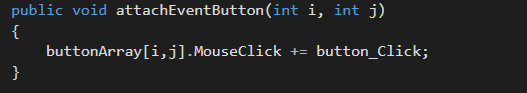 public void attachEventButton(int i, int j)
{
    buttonArray[i,j].MouseClick += button_Click;
}